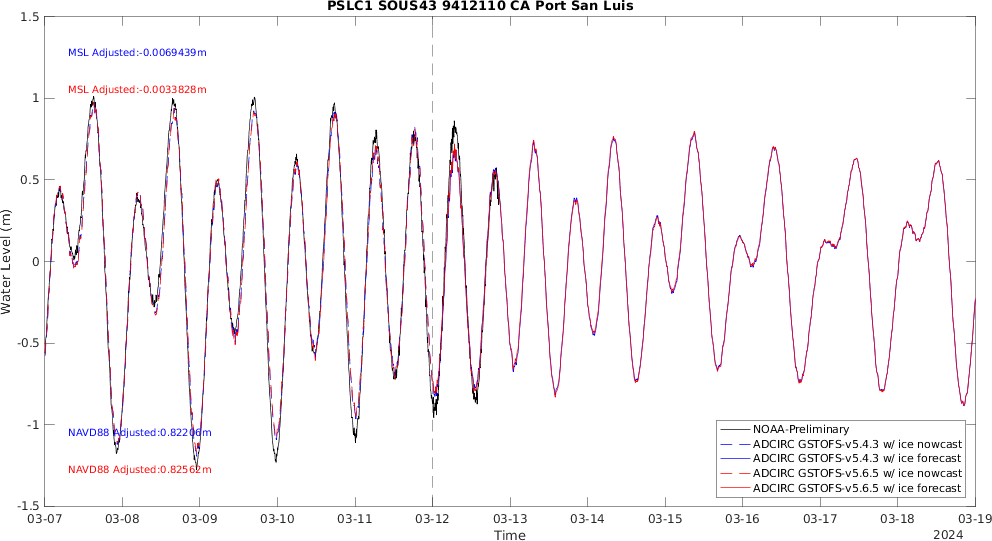 PSLC1 SOUS43 9412110 CA Port San Luis
1.5
MSL Adjusted:-0.0069439m
MSL Adjusted:-0.0033828m
1
0.5
Water Level (m)
0
-0.5
-1
NAVD88 Adjusted:0.82206m
NAVD88 Adjusted:0.82562m
-1.5
NOAA-Preliminary
ADCIRC GSTOFS-v5.4.3 w/ ice nowcast
ADCIRC GSTOFS-v5.4.3 w/ ice forecast
ADCIRC GSTOFS-v5.6.5 w/ ice nowcast
ADCIRC GSTOFS-v5.6.5 w/ ice forecast
03-07 03-08 03-09 03-10 03-11 03-12 03-13 03-14 03-15 03-16 03-17 03-18 03-19
Time
2024